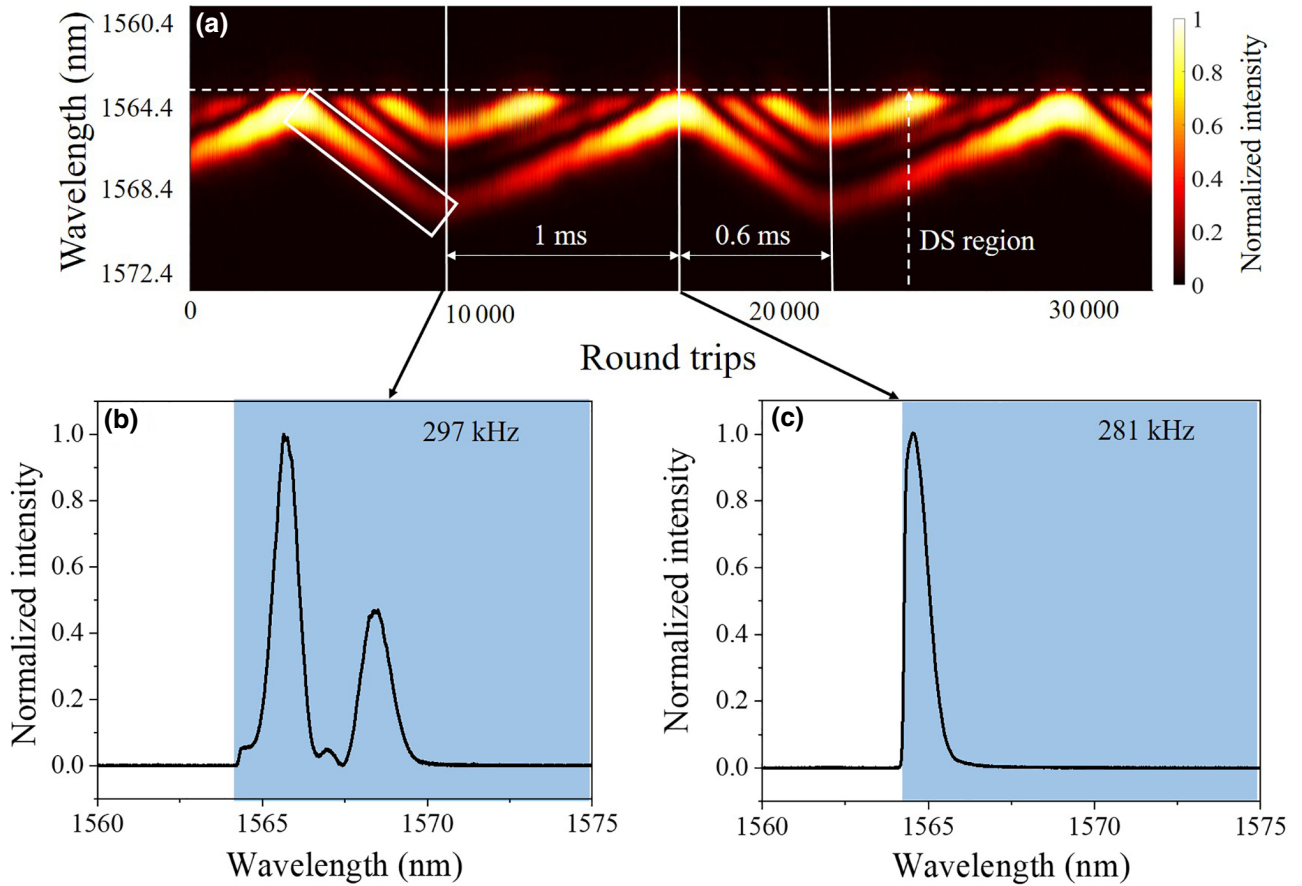 (a)
Wavelength (nm)
1560.4
1564.4
1568.4
1572.4
1 ms
0.6 ms
DS region
0
10 000
20 000
30 000
Round trips
1
0.8
0.6
0.4
0.2
0
Normalized intensity
(b)
297 kHz
Normalized intensity
1.0
0.8
0.6
0.4
0.2
0.0
1560
1565
1570
1575
Wavelength (nm)
(c)
281 kHz
Normalized intensity
1.0
0.8
0.6
0.4
0.2
0.0
1560
1565
1570
1575
Wavelength (nm)